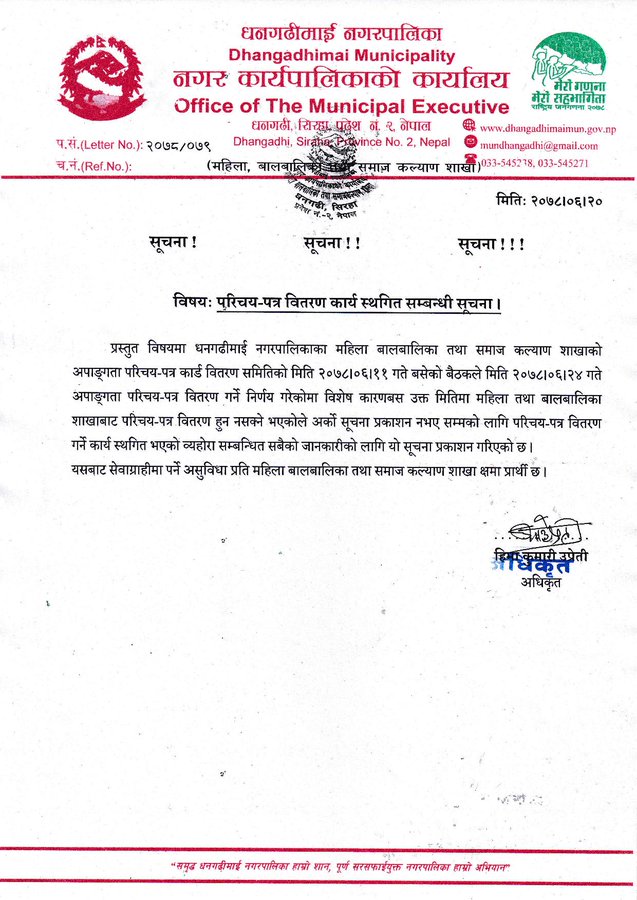 धनगढीमाई नगरपालिका
Dhangadhimai Municipality
नगर कार्यपालिकाको कार्यालय
Office of The Municipal Executive
धनगढी, सिरहा, प्रदेश नं. २, नेपाल
Dhangadhi, Siraha, Province No. 2, Nepal
मेरो गणना
मेरो सहभागिता
राष्ट्रिय जनगणना २०७८
www.dhangadhimaimun.gov.np
mundhangadhi@gmail.com
033-545278, 033-545271
प.सं.(Letter No.): २०७८/०७९
च.नं.(Ref.No.):
(महिला, बालबालिका तथा समाज कल्याण शाखा)
धनगढी, सिरहा
प्रदेश नं.-२, नेपाल
मितिः २०७८।०६।२०
सूचना ! सूचना ! ! सूचना ! ! !
विषयः परिचय-पत्र वितरण कार्य स्थगित सम्बन्धी सूचना ।
प्रस्तुत विषयमा धनगढीमाई नगरपालिकाका महिला बालबालिका तथा समाज कल्याण शाखाको
अपाङ्गता परिचय-पत्र कार्ड वितरण समितिको मिति २०७८।०६।११ गते बसेको बैठकले मिति २०७८।०६।२४ गते
अपाङ्गता परिचय-पत्र वितरण गर्ने निर्णय गरेकोमा विशेष कारणबस उक्त मितिमा महिला तथा बालबालिका
शाखाबाट परिचय-पत्र वितरण हुन नसक्ने भएकोले अर्को सूचना प्रकाशन नभए सम्मको लागि परिचय-पत्र वितरण
गर्ने कार्य स्थगित भएको व्यहोरा सम्बन्धित सबैको जानकारीको लागि यो सूचना प्रकाशन गरिएको छ ।
यसबाट सेवाग्राहीमा पर्ने असुविधा प्रति महिला बालबालिका तथा समाज कल्याण शाखा क्षमा प्रार्थी छ ।
हिमा कुमारी उप्रेती
अधिकृत
अधिकृत
"समृद्ध धनगढीमाई नगरपालिका हाम्रो शान, पूर्ण सरसफाईयुक्त नगरपालिका हाम्रो अभियान"